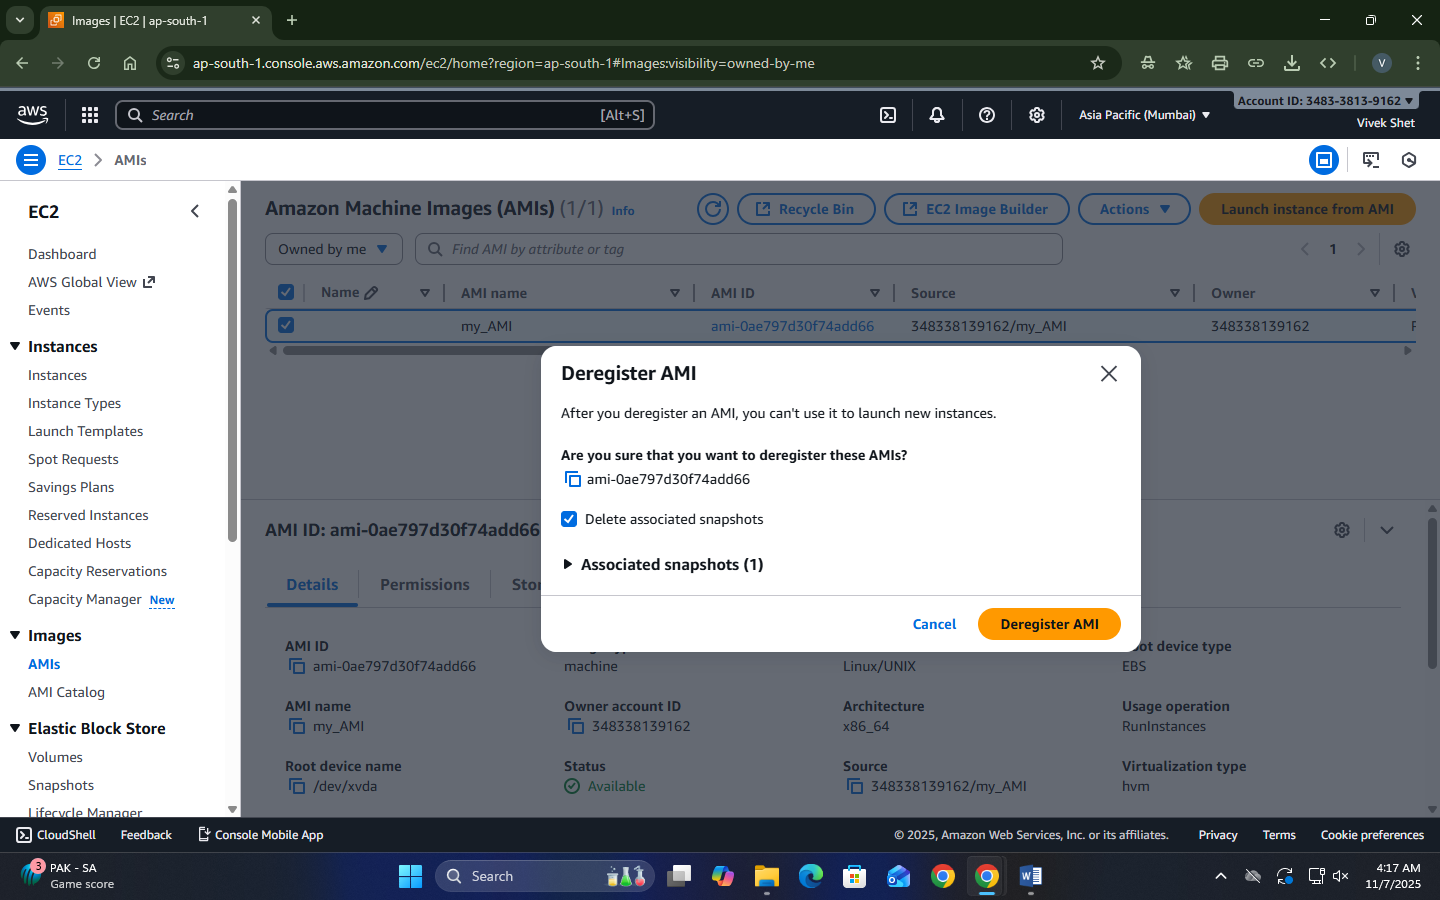 Images | EC2 | ap-south-1
ap-south-1.console.aws.amazon.com/ec2/home?region=ap-south-1#Images:visibility=owned-by-me
V
aws
Search
[Alt+S]
Asia Pacific (Mumbai)
Account ID: 3483-3813-9162
Vivek Shet
EC2
AMIs
EC2
Dashboard
AWS Global View
Events
Instances
Instances
Instance Types
Launch Templates
Spot Requests
Savings Plans
Reserved Instances
Dedicated Hosts
Capacity Reservations
Capacity Manager New
Images
AMIs
AMI Catalog
Elastic Block Store
Volumes
Snapshots
Lifecycle Manager
Amazon Machine Images (AMIs) (1/1) Info
Recycle Bin
EC2 Image Builder
Actions
Launch instance from AMI
Owned by me
Find AMI by attribute or tag
1
Name
AMI name
AMI ID
Source
Owner
my_AMI
ami-0ae797d30f74add66
348338139162/my_AMI
348338139162
Deregister AMI
After you deregister an AMI, you can't use it to launch new instances.
Are you sure that you want to deregister these AMIs?
ami-0ae797d30f74add66
Delete associated snapshots
Associated snapshots (1)
Cancel
Deregister AMI
AMI ID: ami-0ae797d30f74add66
Details
Permissions
AMI ID
ami-0ae797d30f74add66
machine
Linux/UNIX
device type
EBS
AMI name
my_AMI
Owner account ID
348338139162
Architecture
x86_64
Usage operation
RunInstances
Root device name
/dev/xvda
Status
Available
Source
348338139162/my_AMI
Virtualization type
hvm
CloudShell
Feedback
Console Mobile App
© 2025, Amazon Web Services, Inc. or its affiliates.
Privacy
Terms
Cookie preferences
3
PAK - SA
Game score
Search
4:17 AM
11/7/2025